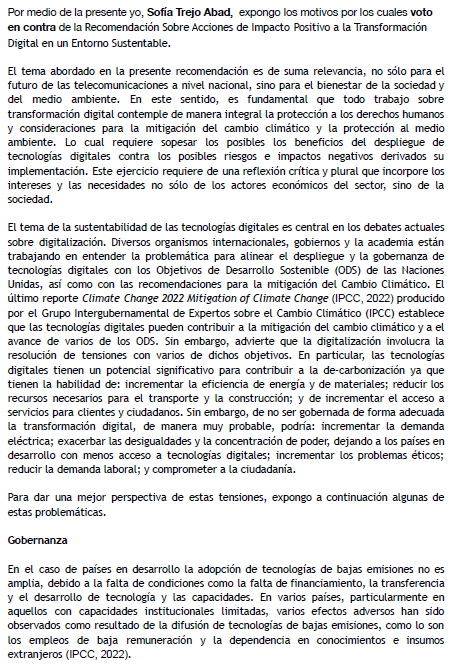 Por medio de la presente yo, Sofía Trejo Abad, expongo los motivos por los cuales voto
en contra de la Recomendación Sobre Acciones de Impacto Positivo a la Transformación
Digital en un Entorno Sustentable.
El tema abordado en la presente recomendación es de suma relevancia, no sólo para el
futuro de las telecomunicaciones a nivel nacional, sino para el bienestar de la sociedad y
del medio ambiente. En este sentido, es fundamental que todo trabajo sobre
transformación digital contemple de manera integral la protección a los derechos humanos
y consideraciones para la mitigación del cambio climático y la protección al medio
ambiente. Lo cual requiere sopesar los posibles los beneficios del despliegue de
tecnologías digitales contra los posibles riesgos e impactos negativos derivados su
implementación. Este ejercicio requiere de una reflexión crítica y plural que incorpore los
intereses y las necesidades no sólo de los actores económicos del sector, sino de la
sociedad.
El tema de la sustentabilidad de las tecnologías digitales es central en los debates actuales
sobre digitalización. Diversos organismos internacionales, gobiernos y la academia están
trabajando en entender la problemática para alinear el despliegue y la gobernanza de
tecnologías digitales con los Objetivos de Desarrollo Sostenible (ODS) de las Naciones
Unidas, así como con las recomendaciones para la mitigación del Cambio Climático. El
último reporte Climate Change 2022 Mitigation of Climate Change (IPCC, 2022) producido
por el Grupo Intergubernamental de Expertos sobre el Cambio Climático (IPCC) establece
que las tecnologías digitales pueden contribuir a la mitigación del cambio climático y a el
avance de varios de los ODS. Sin embargo, advierte que la digitalización involucra la
resolución de tensiones con varios de dichos objetivos. En particular, las tecnologías
digitales tienen un potencial significativo para contribuir a la de-carbonización ya que
tienen la habilidad de: incrementar la eficiencia de energía y de materiales; reducir los
recursos necesarios para el transporte y la construcción; y de incrementar el acceso a
servicios para clientes y ciudadanos. Sin embargo, de no ser gobernada de forma adecuada
la transformación digital, de manera muy probable, podría: incrementar la demanda
eléctrica; exacerbar las desigualdades y la concentración de poder, dejando a los países en
desarrollo con menos acceso a tecnologías digitales; incrementar los problemas éticos;
reducir la demanda laboral; y comprometer a la ciudadanía.
Para dar una mejor perspectiva de estas tensiones, expongo a continuación algunas de
estas problemáticas.
Gobernanza
En el caso de países en desarrollo la adopción de tecnologías de bajas emisiones no es
amplia, debido a la falta de condiciones como la falta de financiamiento, la transferencia
y el desarrollo de tecnología y las capacidades. En varios países, particularmente en
aquellos con capacidades institucionales limitadas, varios efectos adversos han sido
observados como resultado de la difusión de tecnologías de bajas emisiones, como lo son
los empleos de baja remuneración y la dependencia en conocimientos e insumos
extranjeros (IPCC, 2022).